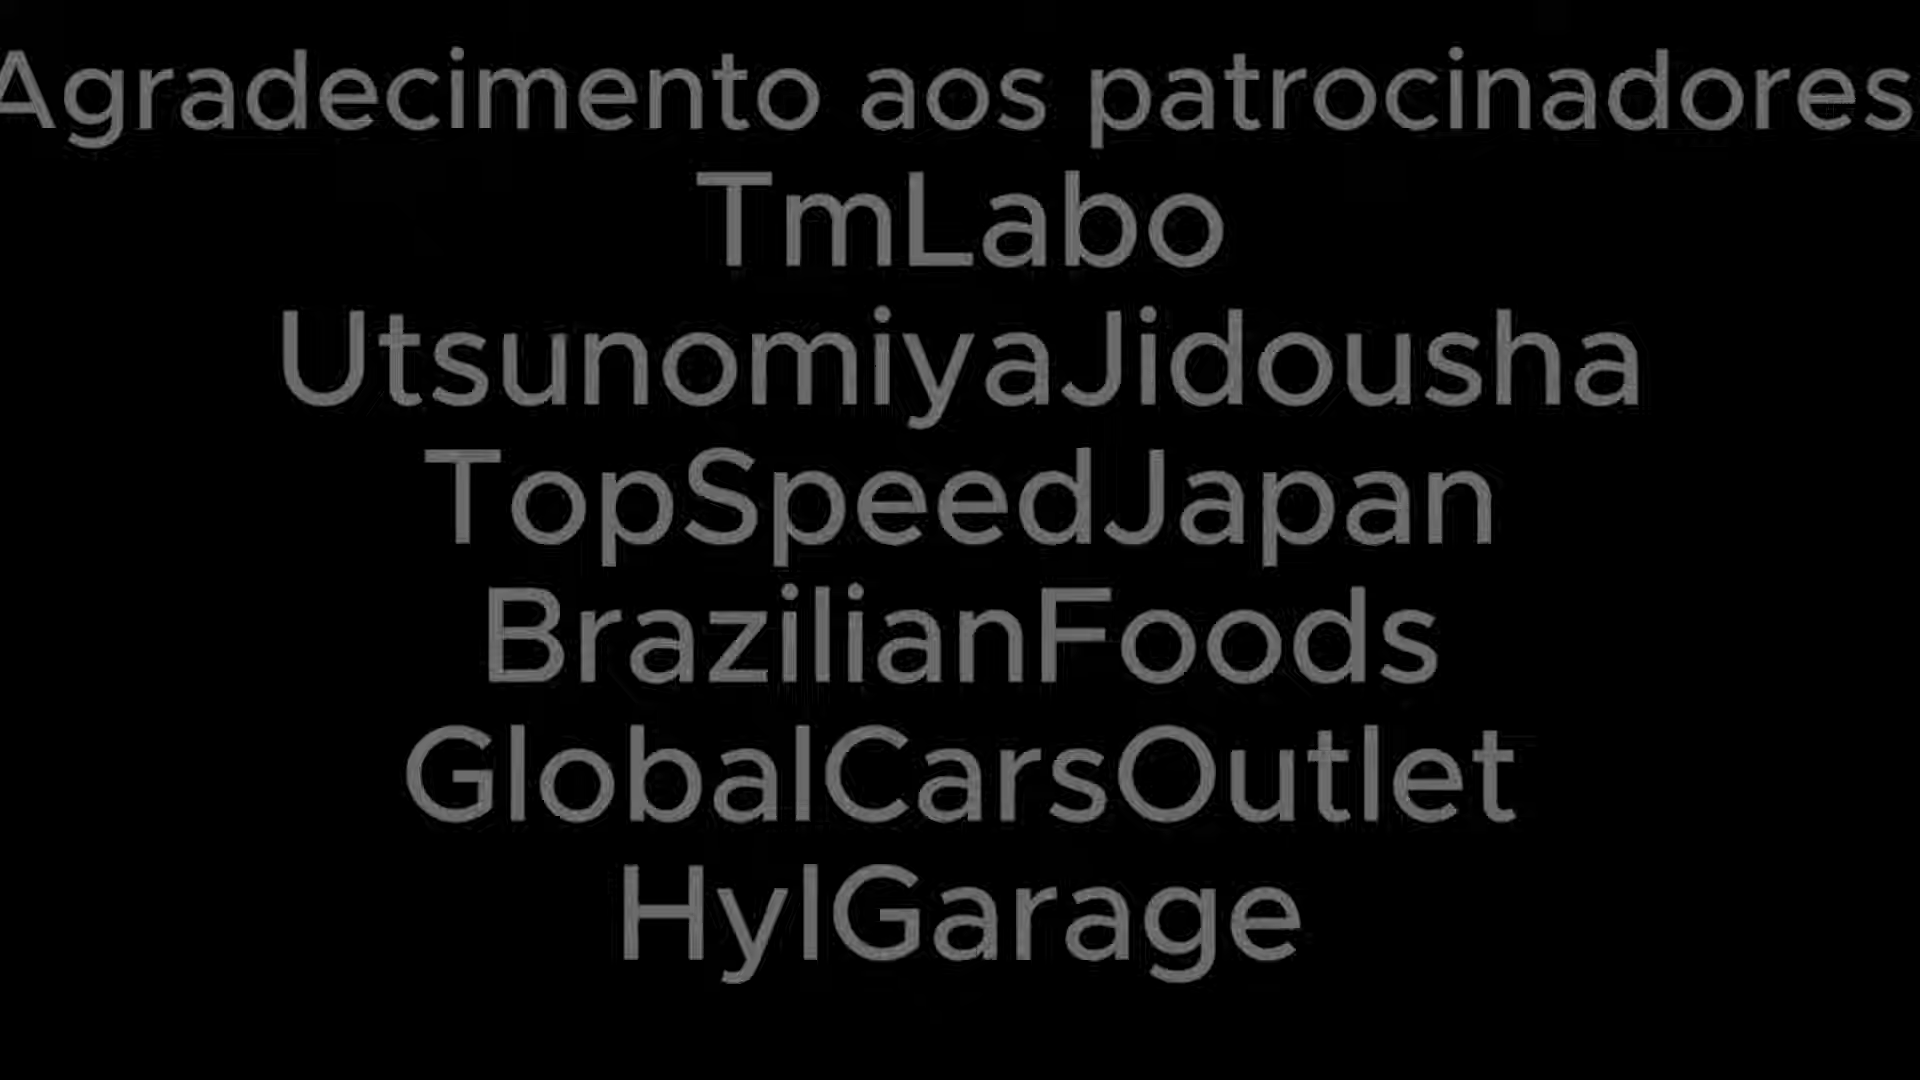 Agradecimento aos patrocinadores
TmLabo
UtsunomiyaJidousha
TopSpeedJapan
BrazilianFoods
GlobalCarsOutlet
HylGarage